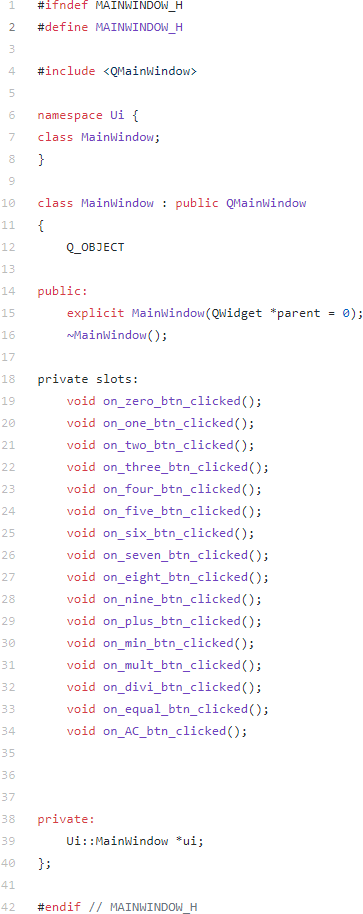 1 #ifndef MAINWINDOW_H
2 #define MAINWINDOW_H
3
4 #include <QMainWindow>
5
6 namespace Ui {
7 class MainWindow;
8 }
9
10 class MainWindow : public QMainWindow
11 {
12     Q_OBJECT
13
14 public:
15     explicit MainWindow(QWidget *parent = 0);
16     ~MainWindow();
17
18 private slots:
19     void on_zero_btn_clicked();
20     void on_one_btn_clicked();
21     void on_two_btn_clicked();
22     void on_three_btn_clicked();
23     void on_four_btn_clicked();
24     void on_five_btn_clicked();
25     void on_six_btn_clicked();
26     void on_seven_btn_clicked();
27     void on_eight_btn_clicked();
28     void on_nine_btn_clicked();
29     void on_plus_btn_clicked();
30     void on_min_btn_clicked();
31     void on_mult_btn_clicked();
32     void on_divi_btn_clicked();
33     void on_equal_btn_clicked();
34     void on_AC_btn_clicked();
35
36
37
38 private:
39     Ui::MainWindow *ui;
40 };
41
42 #endif // MAINWINDOW_H